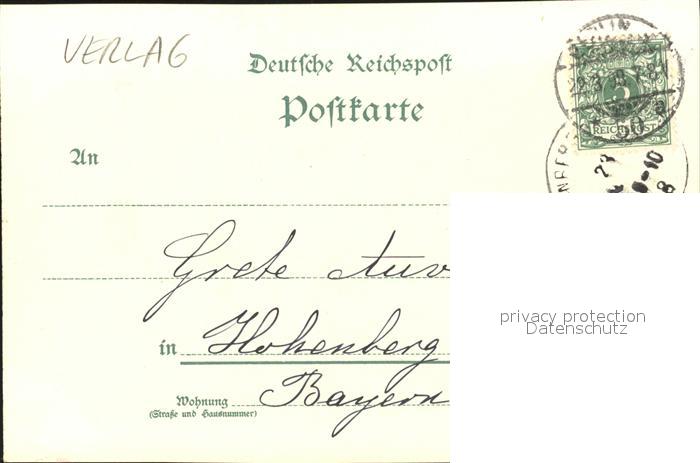 VERLAG
Deutsche Reichspost
Postkarte
REICHSPOST
An
Grete
in Hohenberg
Bayern
Wohnung
(Straße und Hausnummer)
privacy protection
Datenschutz